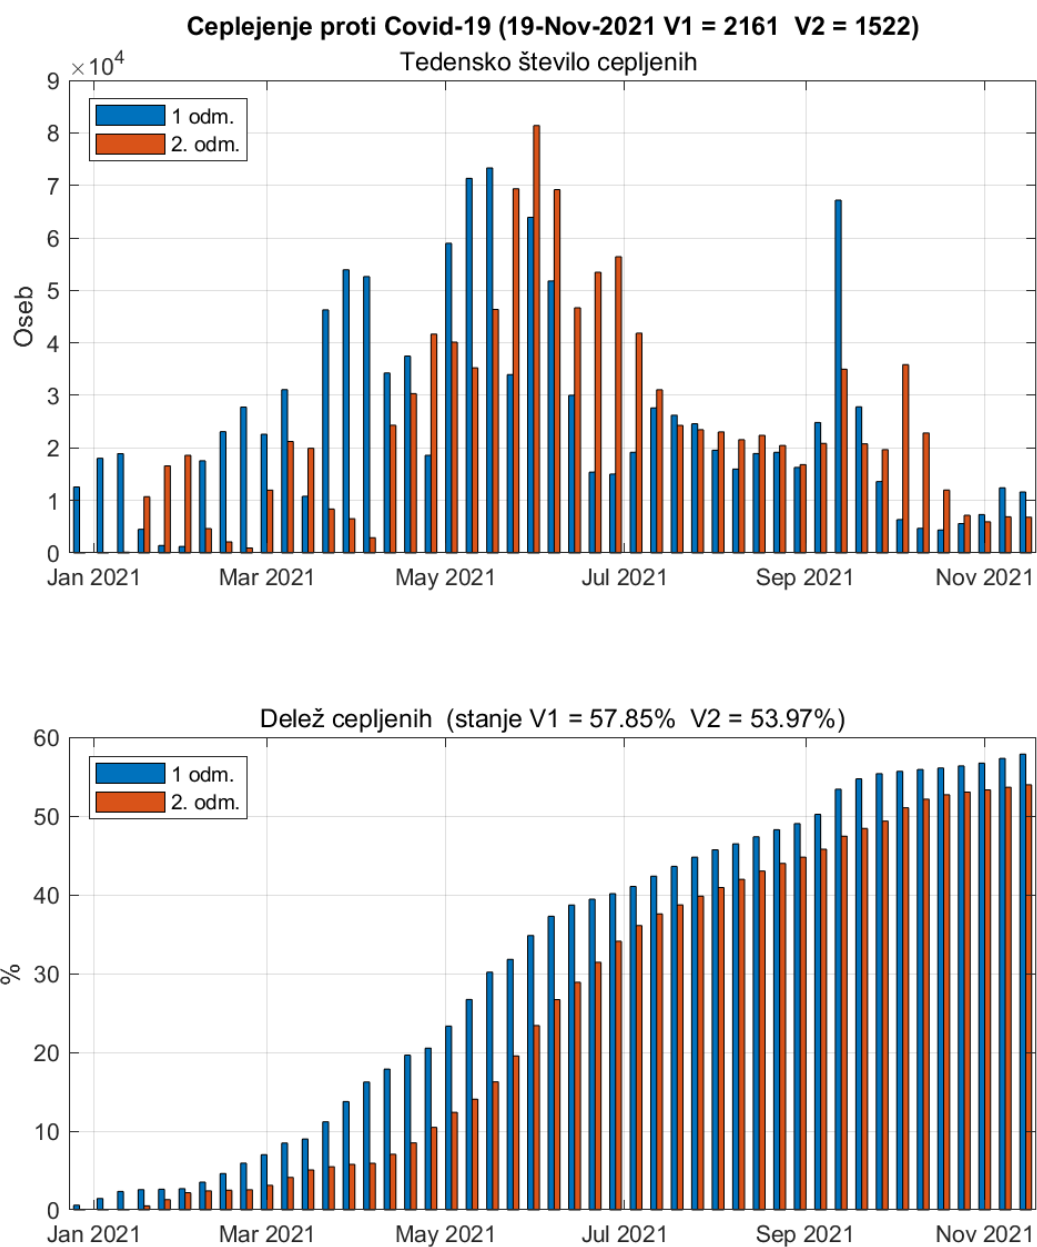 Ceplejenje proti Covid-19 (19-Nov-2021 V1 = 2161 V2 = 1522)
Tedensko število cepljenih
×10^4
9
8
7
6
5
4
3
2
1
0
Oseb
1 odm.
2. odm.
Jan 2021 Mar 2021 May 2021 Jul 2021 Sep 2021 Nov 2021
Delež cepljenih (stanje V1 = 57.85% V2 = 53.97%)
60
50
40
30
20
10
0
%
1 odm.
2. odm.
Jan 2021 Mar 2021 May 2021 Jul 2021 Sep 2021 Nov 2021